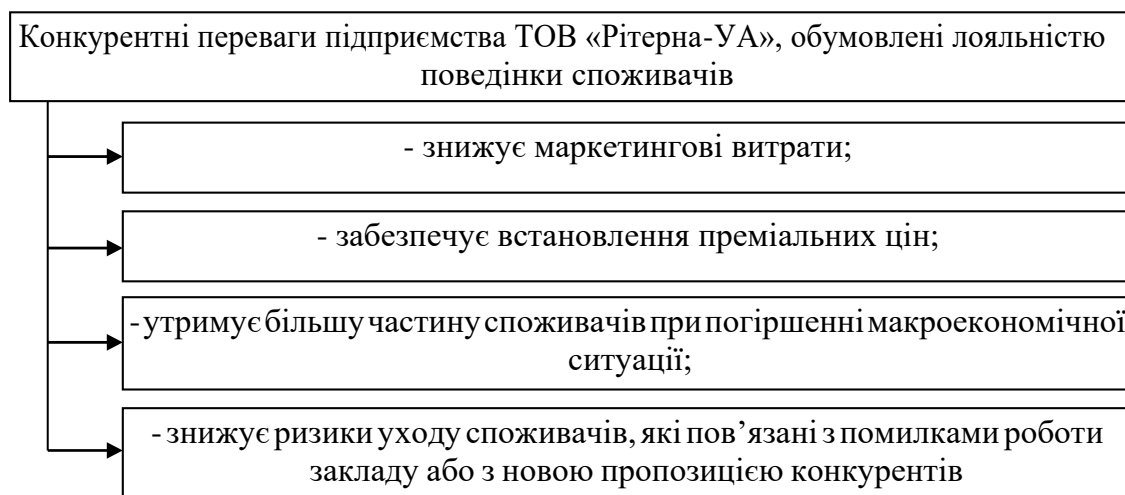 Конкурентні переваги підприємства ТОВ «Рітерна-УА», обумовлені лояльністю
поведінки споживачів
- знижує маркетингові витрати;
- забезпечує встановлення преміальних цін;
- утримує більшу частину споживачів при погіршенні макроекономічної
ситуації;
- знижує ризики уходу споживачів, які пов’язані з помилками роботи
закладу або з новою пропозицією конкурентів